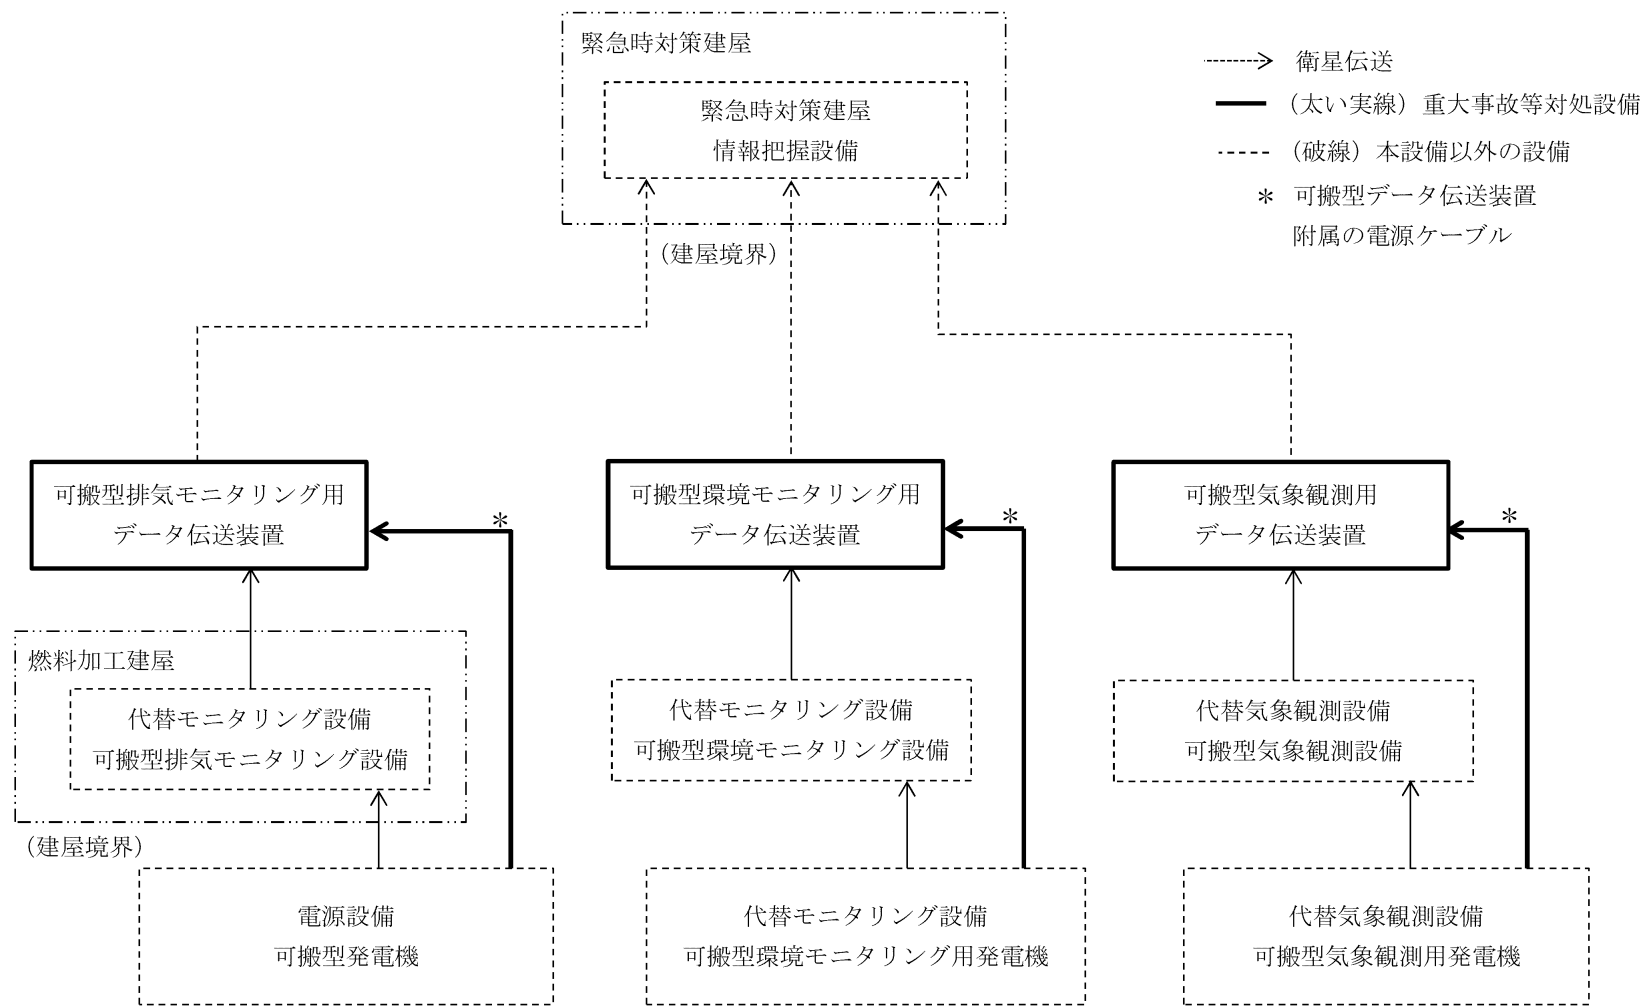 緊急時対策建屋
緊急時対策建屋
情報把握設備
(建屋境界)
衛星伝送
(太い実線)重大事故等対処設備
(破線)本設備以外の設備
* 可搬型データ伝送装置
附属の電源ケーブル
可搬型排気モニタリング用
データ伝送装置
*
可搬型環境モニタリング用
データ伝送装置
*
可搬型気象観測用
データ伝送装置
*
燃料加工建屋
代替モニタリング設備
可搬型排気モニタリング設備
(建屋境界)
代替モニタリング設備
可搬型環境モニタリング設備
代替気象観測設備
可搬型気象観測設備
電源設備
可搬型発電機
代替モニタリング設備
可搬型環境モニタリング用発電機
代替気象観測設備
可搬型気象観測用発電機